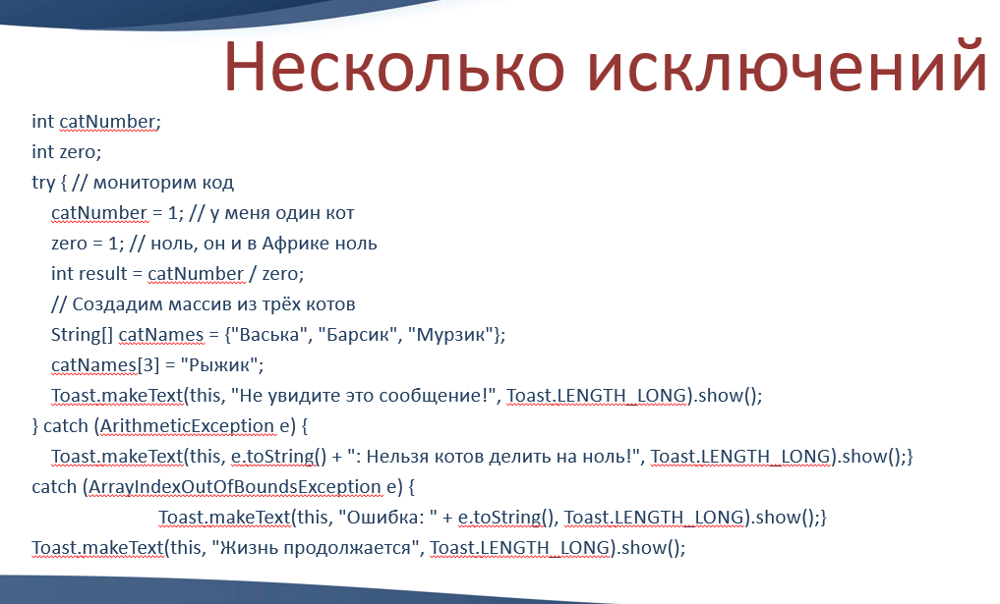 Несколько исключений
int catNumber;
int zero;
try { // мониторим код
catNumber = 1; // у меня один кот
zero = 1; // ноль, он и в Африке ноль
int result = catNumber / zero;
// Создадим массив из трёх котов
String[] catNames = {"Васька", "Барсик", "Мурзик"};
catNames[3] = "Рыжик";
Toast.makeText(this, "Не увидите это сообщение!", Toast.LENGTH_LONG).show();
} catch (ArithmeticException e) {
Toast.makeText(this, e.toString() + ": Нельзя котов делить на ноль!", Toast.LENGTH_LONG).show();}
catch (ArrayIndexOutOfBoundsException e) {
Toast.makeText(this, "Ошибка: " + e.toString(), Toast.LENGTH_LONG).show();}
Toast.makeText(this, "Жизнь продолжается", Toast.LENGTH_LONG).show();